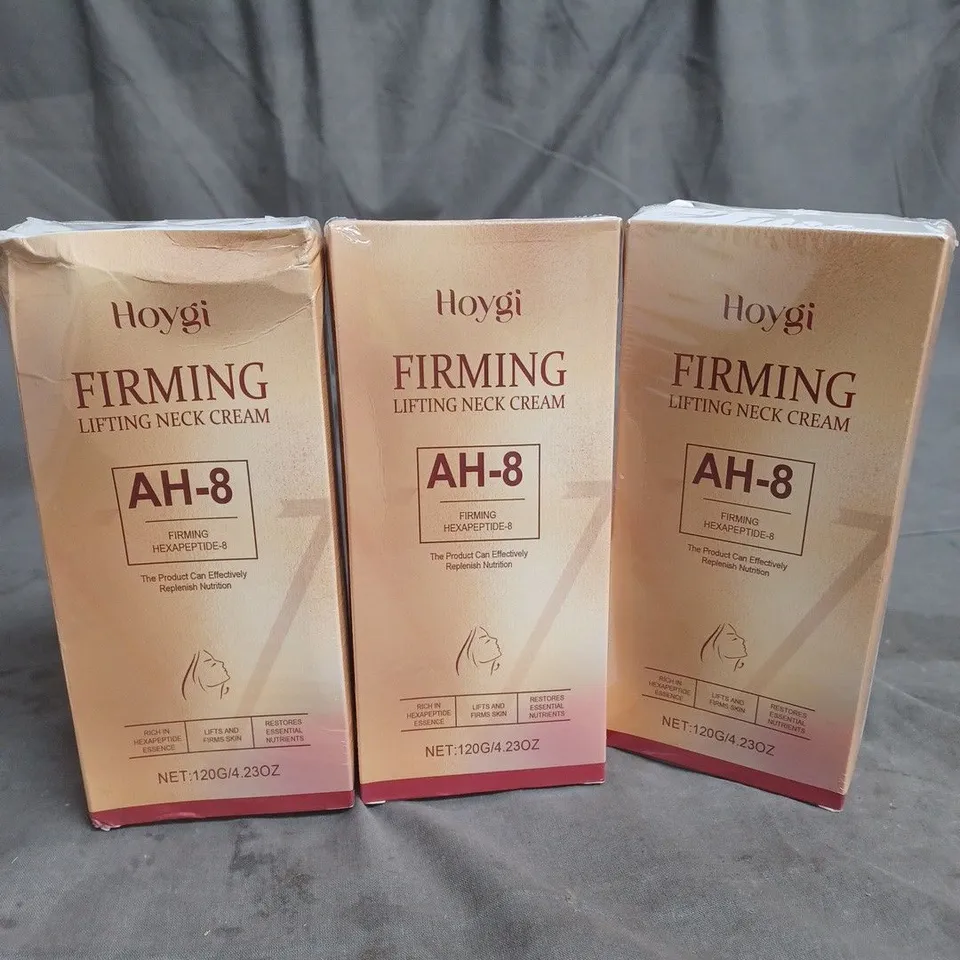 Hoygi
FIRMING
LIFTING NECK CREAM
AH-8
FIRMING
HEXAPEPTIDE-8
The Product Can Effectively
Replenish Nutrition
7
RICH IN
HEXAPEPTIDE
ESSENCE
LIFTS AND
FIRMS SKIN
RESTORES
ESSENTIAL
NUTRIENTS
NET:120G/4.23OZ
Hoygi
FIRMING
LIFTING NECK CREAM
AH-8
FIRMING
HEXAPEPTIDE-8
The Product Can Effectively
Replenish Nutrition
7
RICH IN
HEXAPEPTIDE
ESSENCE
LIFTS AND
FIRMS SKIN
RESTORES
ESSENTIAL
NUTRIENTS
NET:120G/4.23OZ
Hoygi
FIRMING
LIFTING NECK CREAM
AH-8
FIRMING
HEXAPEPTIDE-8
The Product Can Effectively
Replenish Nutrition
7
RICH IN
HEXAPEPTIDE
ESSENCE
LIFTS AND
FIRMS SKIN
RESTORES
ESSENTIAL
NUTRIENTS
NET:120G/4.23OZ